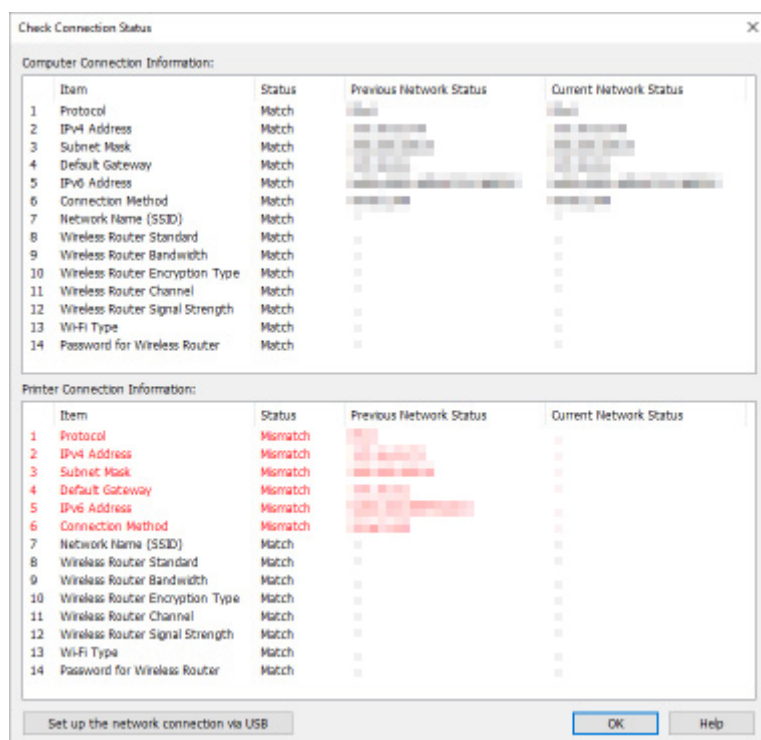 Check Connection Status
Computer Connection Information:
Item Status Previous Network Status Current Network Status
1 Protocol Match
2 IPv4 Address Match
3 Subnet Mask Match
4 Default Gateway Match
5 IPv6 Address Match
6 Connection Method Match
7 Network Name (SSID) Match
8 Wireless Router Standard Match
9 Wireless Router Bandwidth Match
10 Wireless Router Encryption Type Match
11 Wireless Router Channel Match
12 Wireless Router Signal Strength Match
13 Wi-Fi Type Match
14 Password for Wireless Router Match
Printer Connection Information:
Item Status Previous Network Status Current Network Status
1 Protocol Mismatch
2 IPv4 Address Mismatch
3 Subnet Mask Mismatch
4 Default Gateway Mismatch
5 IPv6 Address Mismatch
6 Connection Method Mismatch
7 Network Name (SSID) Match
8 Wireless Router Standard Match
9 Wireless Router Bandwidth Match
10 Wireless Router Encryption Type Match
11 Wireless Router Channel Match
12 Wireless Router Signal Strength Match
13 Wi-Fi Type Match
14 Password for Wireless Router Match
Set up the network connection via USB OK Help